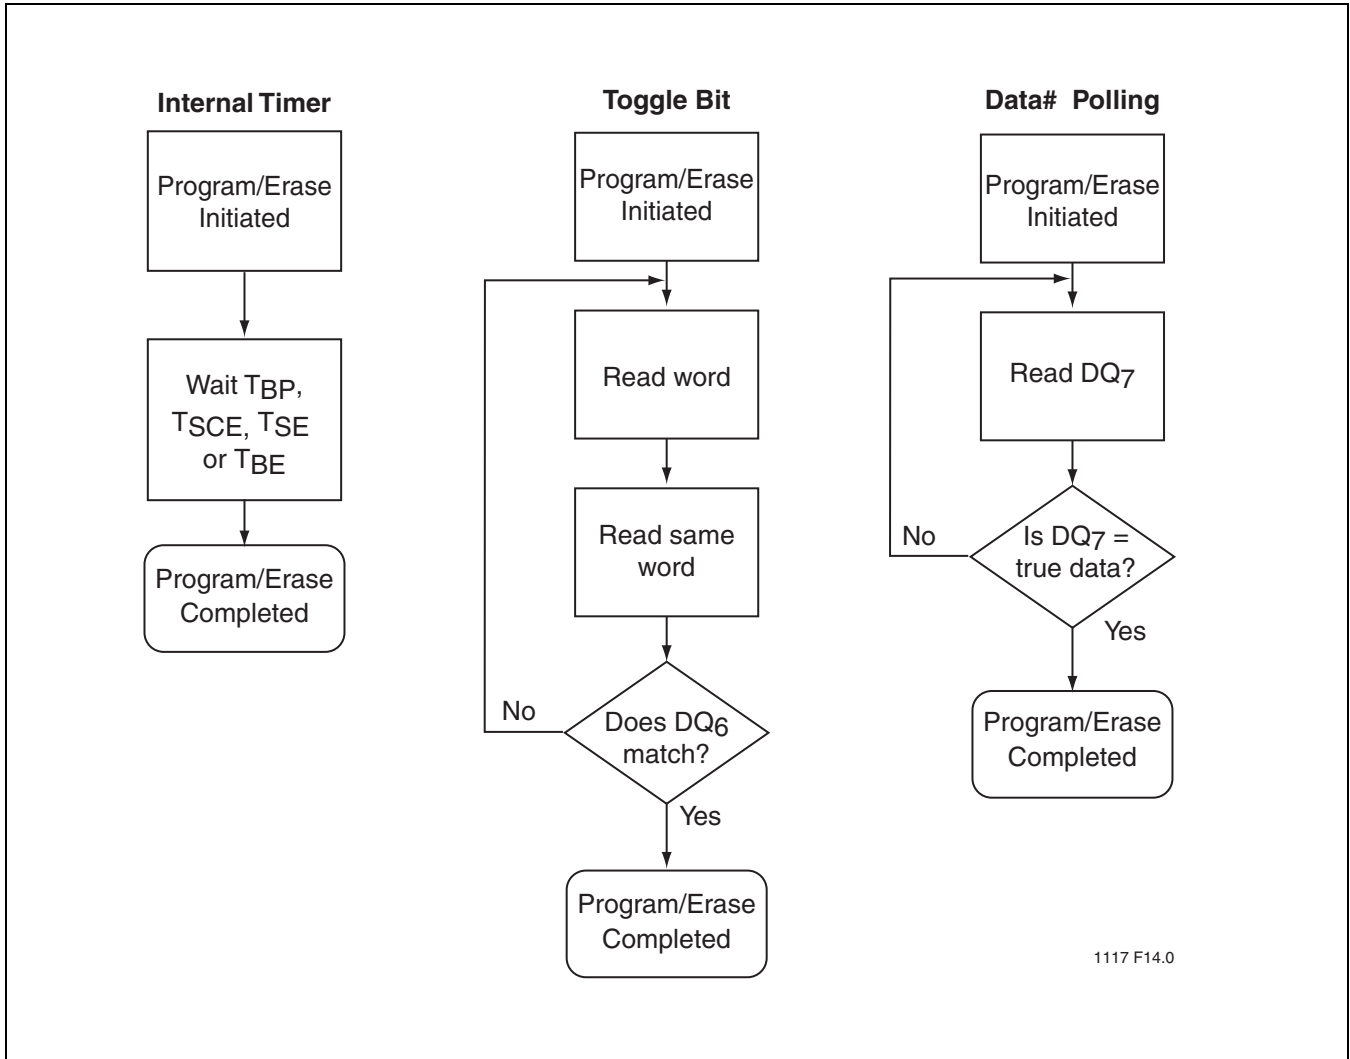 Internal Timer
Program/Erase
Initiated
Wait TBP,
TSCE, TSE
or TBE
Program/Erase
Completed
Toggle Bit
Program/Erase
Initiated
Read word
Read same
word
Does DQ6
match?
No
Yes
Program/Erase
Completed
Data# Polling
Program/Erase
Initiated
Read DQ7
Is DQ7 =
true data?
No
Yes
Program/Erase
Completed
1117 F14.0